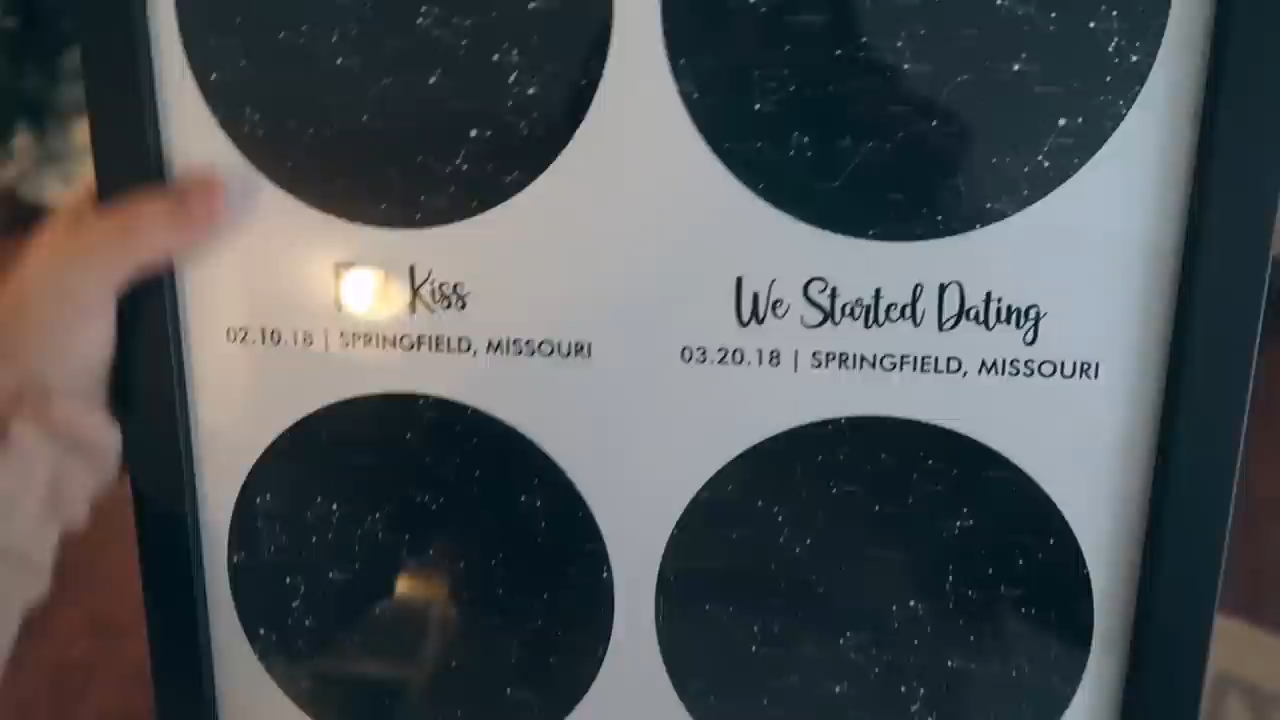 Kiss
02.10.18 | SPRINGFIELD, MISSOURI
We Started Dating
03.20.18 | SPRINGFIELD, MISSOURI